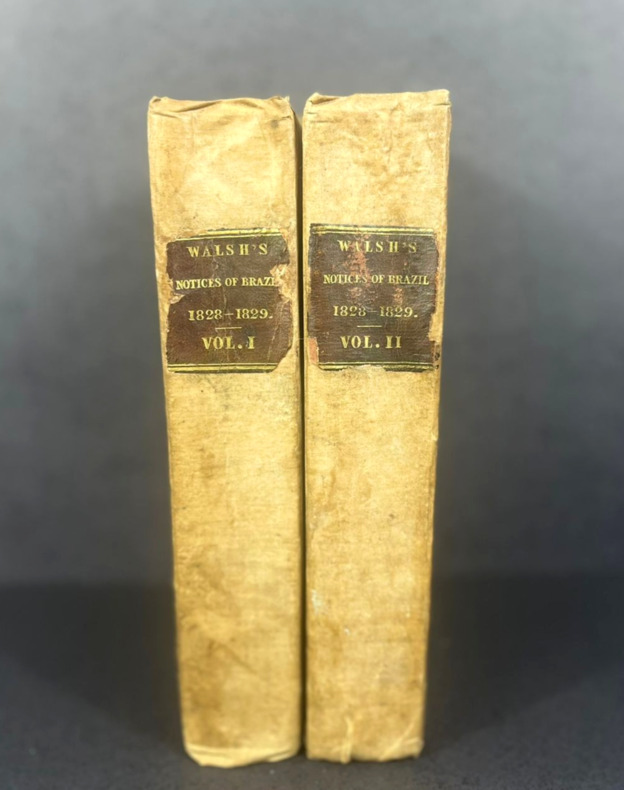 WALSH'S
NOTICES OF BRAZIL
1828–1829.
VOL. I
WALSH'S
NOTICES OF BRAZIL
1828–1829.
VOL. II